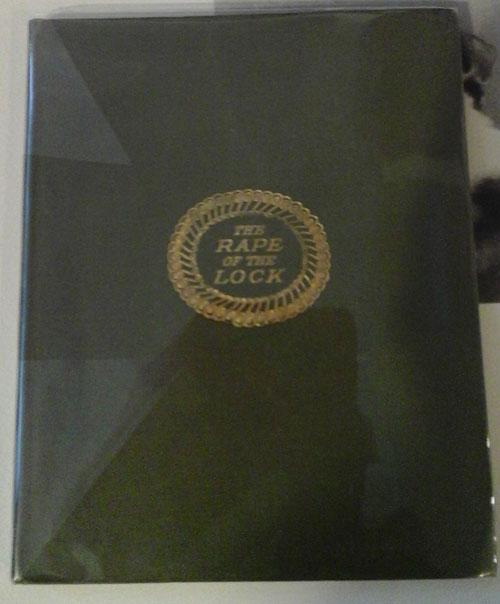 THE
RAPE
OF THE
LOCK